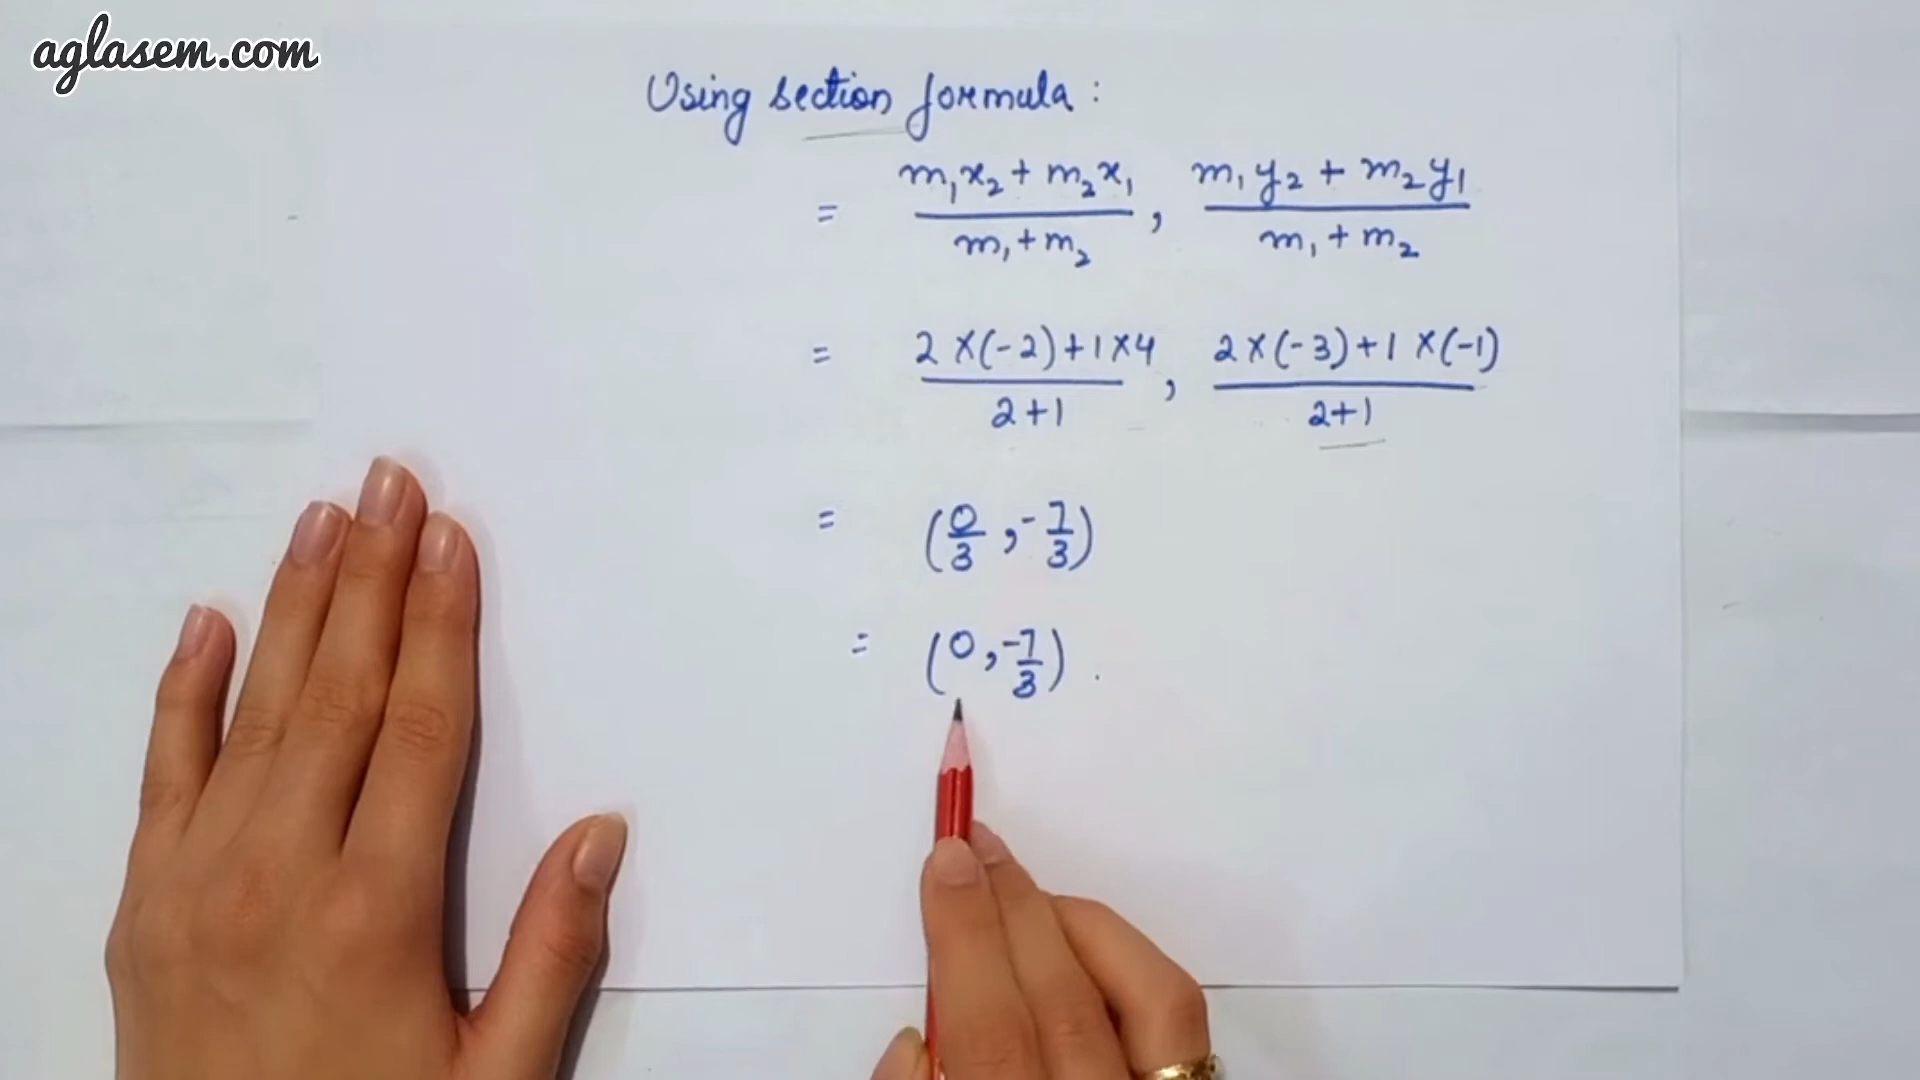 aglasem.com
Using section formula :
= m₁x₂ + m₂x₁ / m₁ + m₂ , m₁y₂ + m₂y₁ / m₁ + m₂
= 2 × (-2) + 1 × 4 / 2 + 1 , 2 × (-3) + 1 × (-1) / 2 + 1
= (0/3 , -7/3)
= (0 , -7/3) .